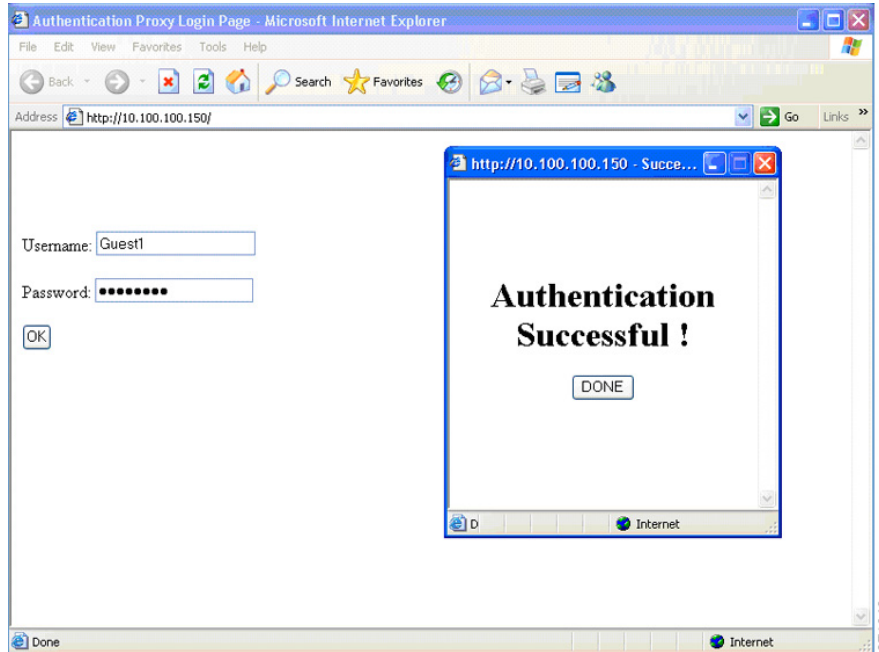 Authentication Proxy Login Page - Microsoft Internet Explorer
File Edit View Favorites Tools Help
Back Search Favorites
Address http://10.100.100.150/ Go Links »
http://10.100.100.150 - Succe...
Username: Guest1
Password: ••••••••
OK
Authentication
Successful !
DONE
D Internet
Done Internet